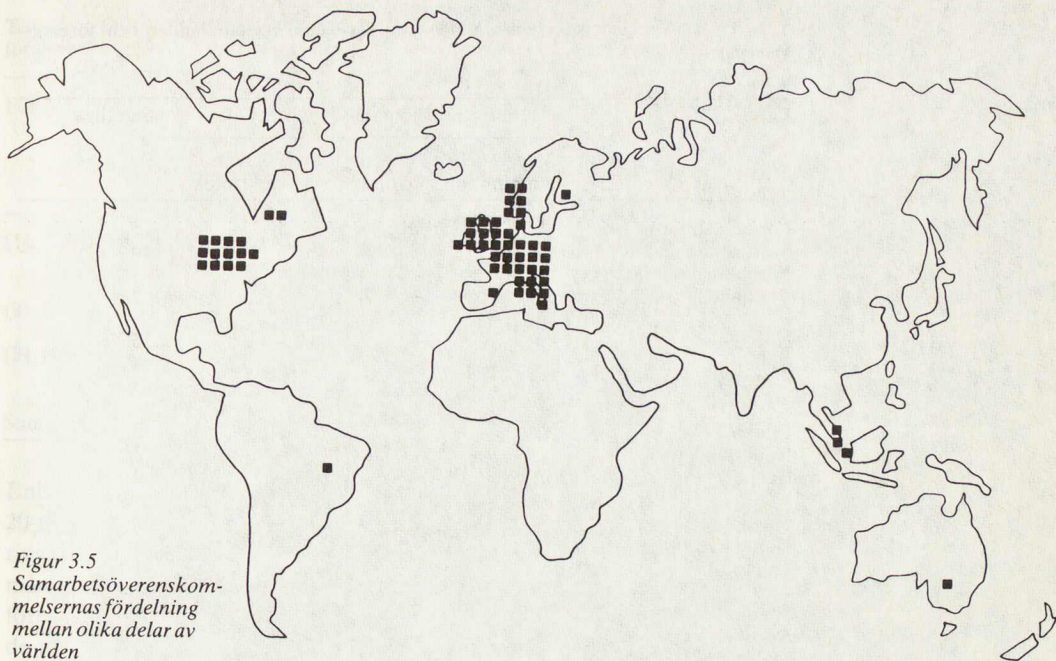 Figur 3.5
Samarbetsöverenskom-
melsernas fördelning
mellan olika delar av
världen